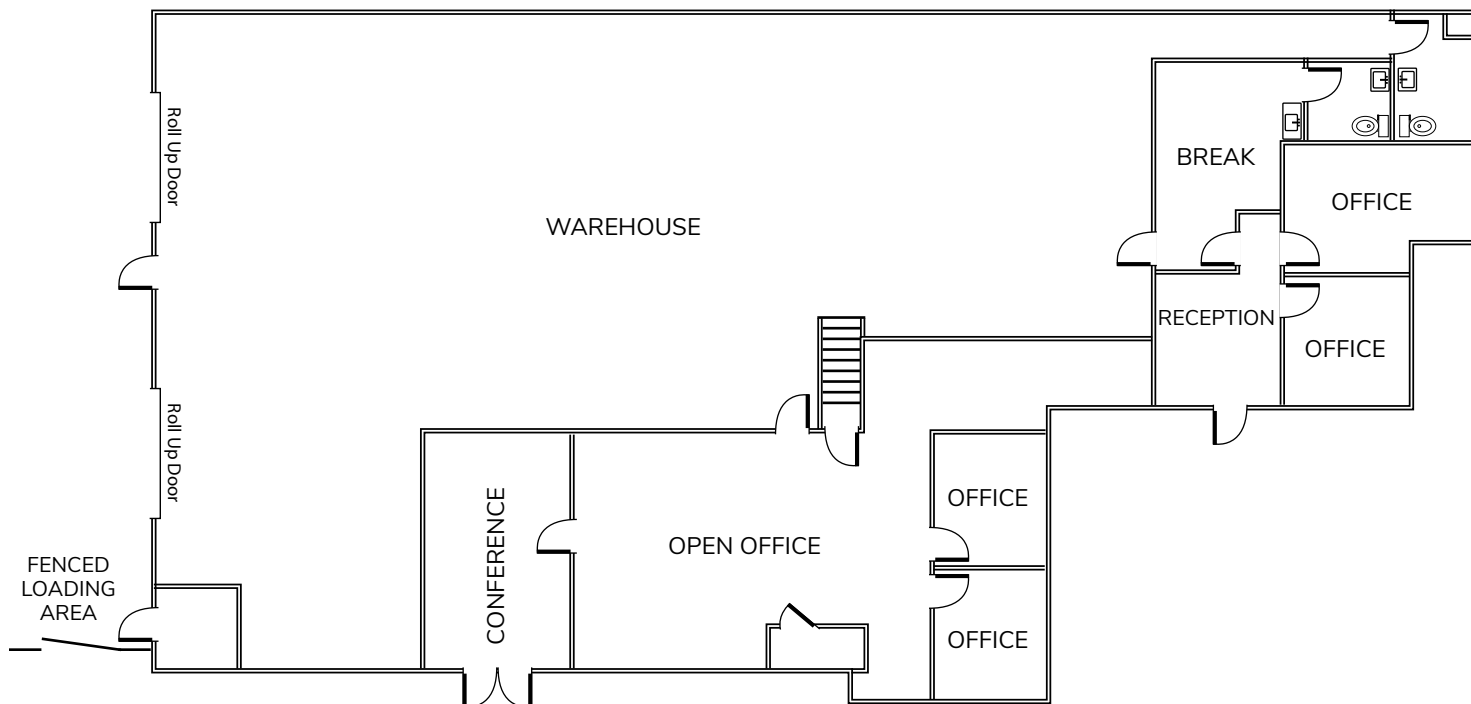 Roll Up Door
BREAK
OFFICE
WAREHOUSE
RECEPTION
OFFICE
Roll Up Door
CONFERENCE
OFFICE
OPEN OFFICE
FENCED
LOADING
AREA
OFFICE